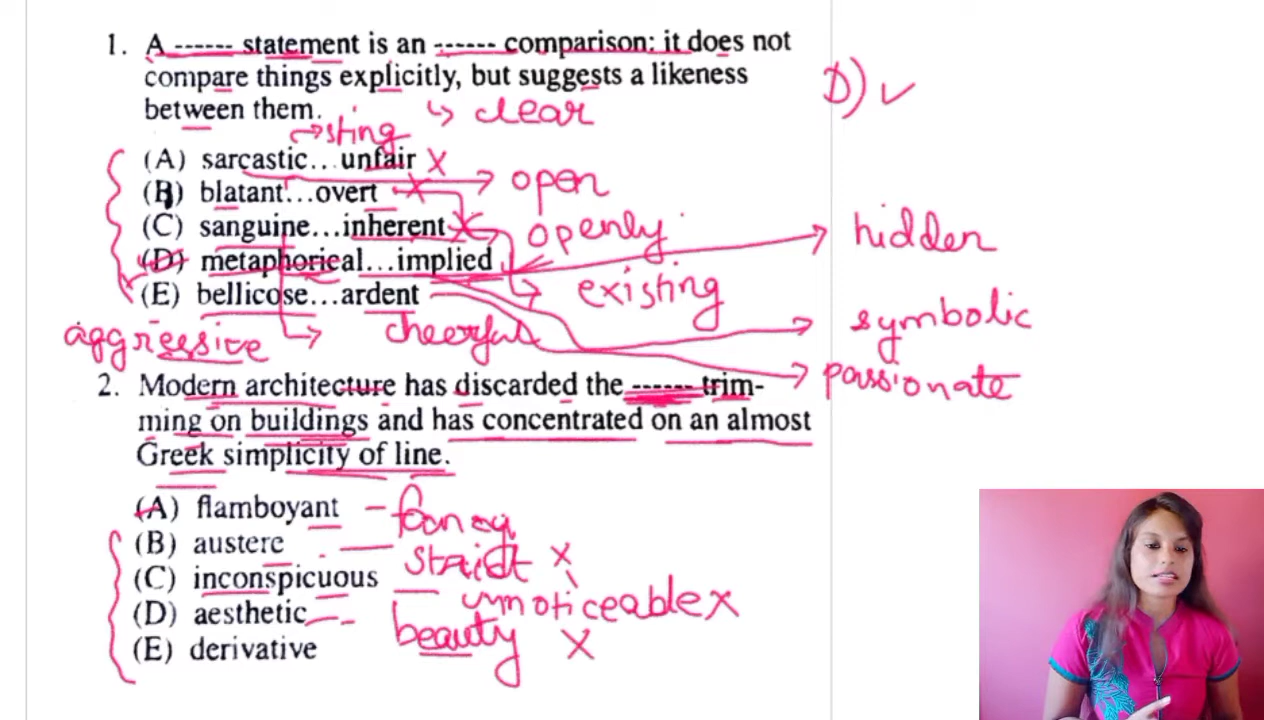 1. A ------ statement is an ------ comparison: it does not
compare things explicitly, but suggests a likeness
between them.
D) ✓
↳ clear
→ sting
(A) sarcastic…unfair X
→ open
(B) blatant…overt X
(C) sanguine…inherent X
→ openly
→ hidden
(D) metaphorical…implied
(E) bellicose…ardent
→ existing
aggressive
→ cheerful
→ symbolic
→ passionate
2. Modern architecture has discarded the ------ trim-
ming on buildings and has concentrated on an almost
Greek simplicity of line.
(A) flamboyant – fancy
(B) austere — strict X
(C) inconspicuous — unnoticeable X
(D) aesthetic – beauty X
(E) derivative